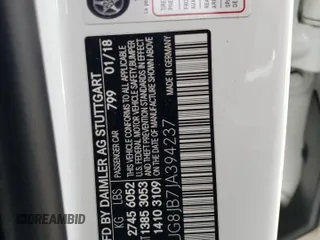 MFD BY DAIMLER AG STUTTGART
PASSENGER CAR 799 01/18
KG LBS
2745 6052
1385 3053
1410 3109
THIS VEHICLE CONFORMS TO ALL APPLICABLE
FEDERAL MOTOR VEHICLE SAFETY, BUMPER,
AND THEFT PREVENTION STANDARDS IN EFFECT
ON THE DATE OF MANUFACTURE SHOWN ABOVE
MADE IN GERMANY
JG8JB7JA394237
DREAMBID